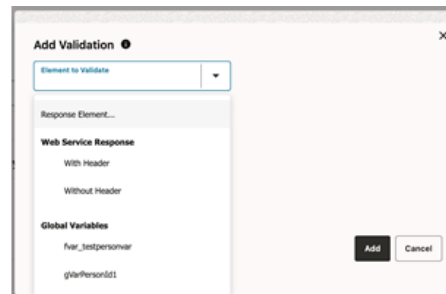 Add Validation
Element to Validate
Response Element...
Web Service Response
With Header
Without Header
Global Variables
fvar_testpersonvar
gVarPersonId1
Add
Cancel